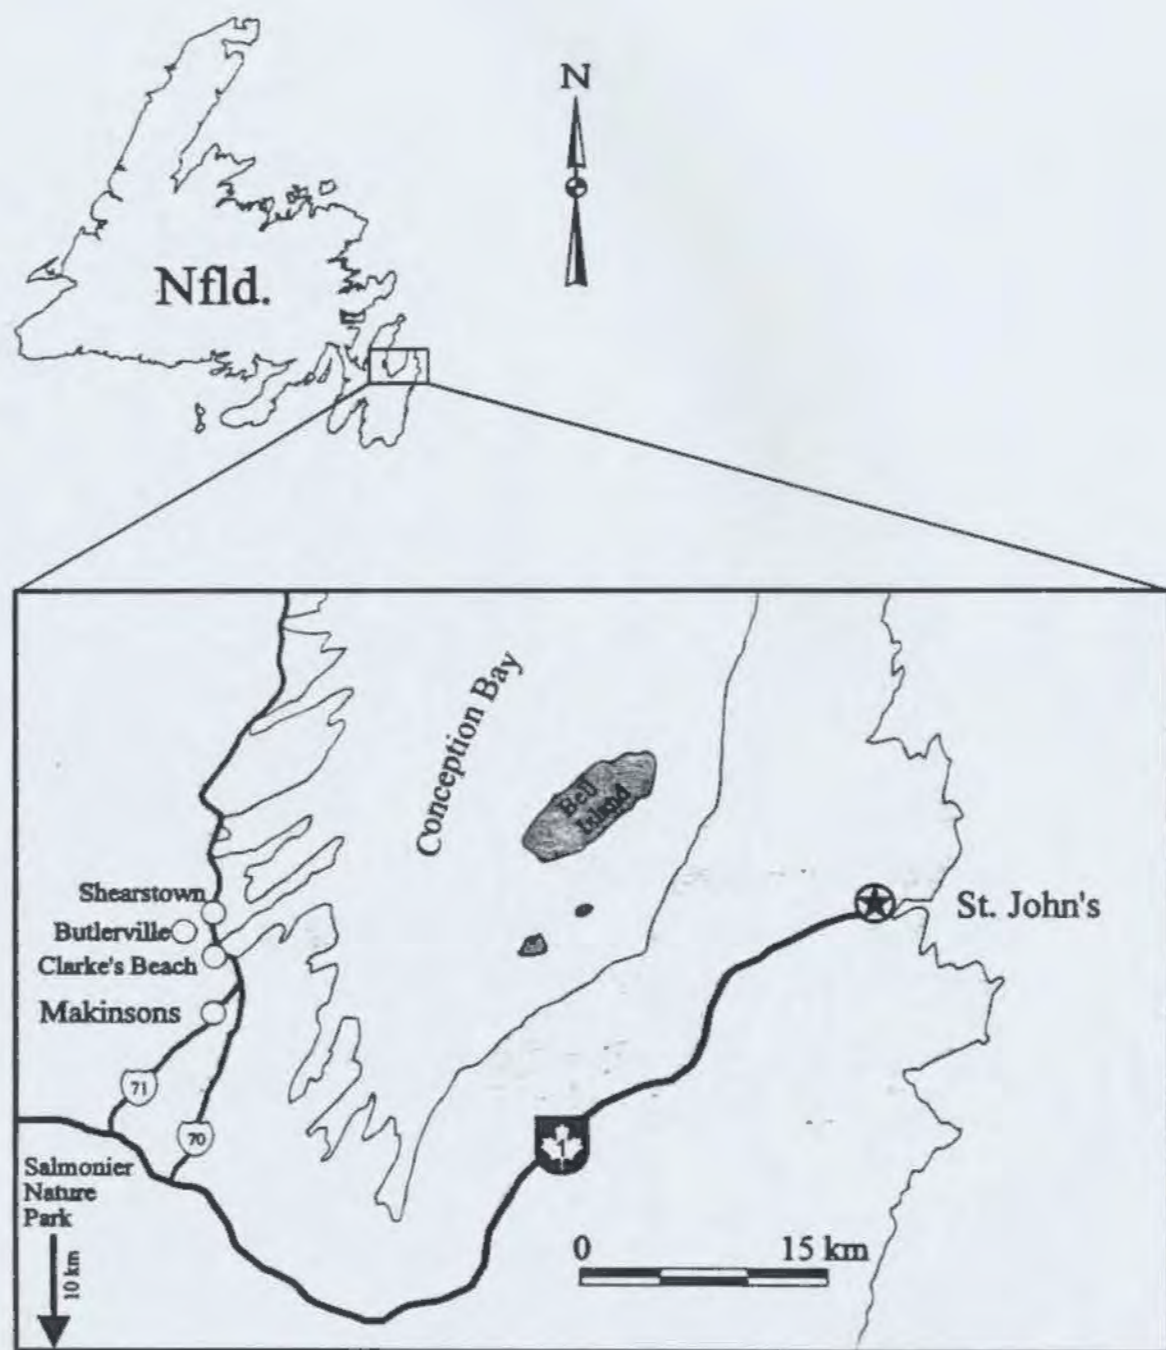 N
Nfld.
Conception Bay
Bell
Island
Shearstown
Butlerville
Clarke's Beach
Makinsons
St. John's
71
70
1
Salmonier
Nature
Park
10 km
0 15 km